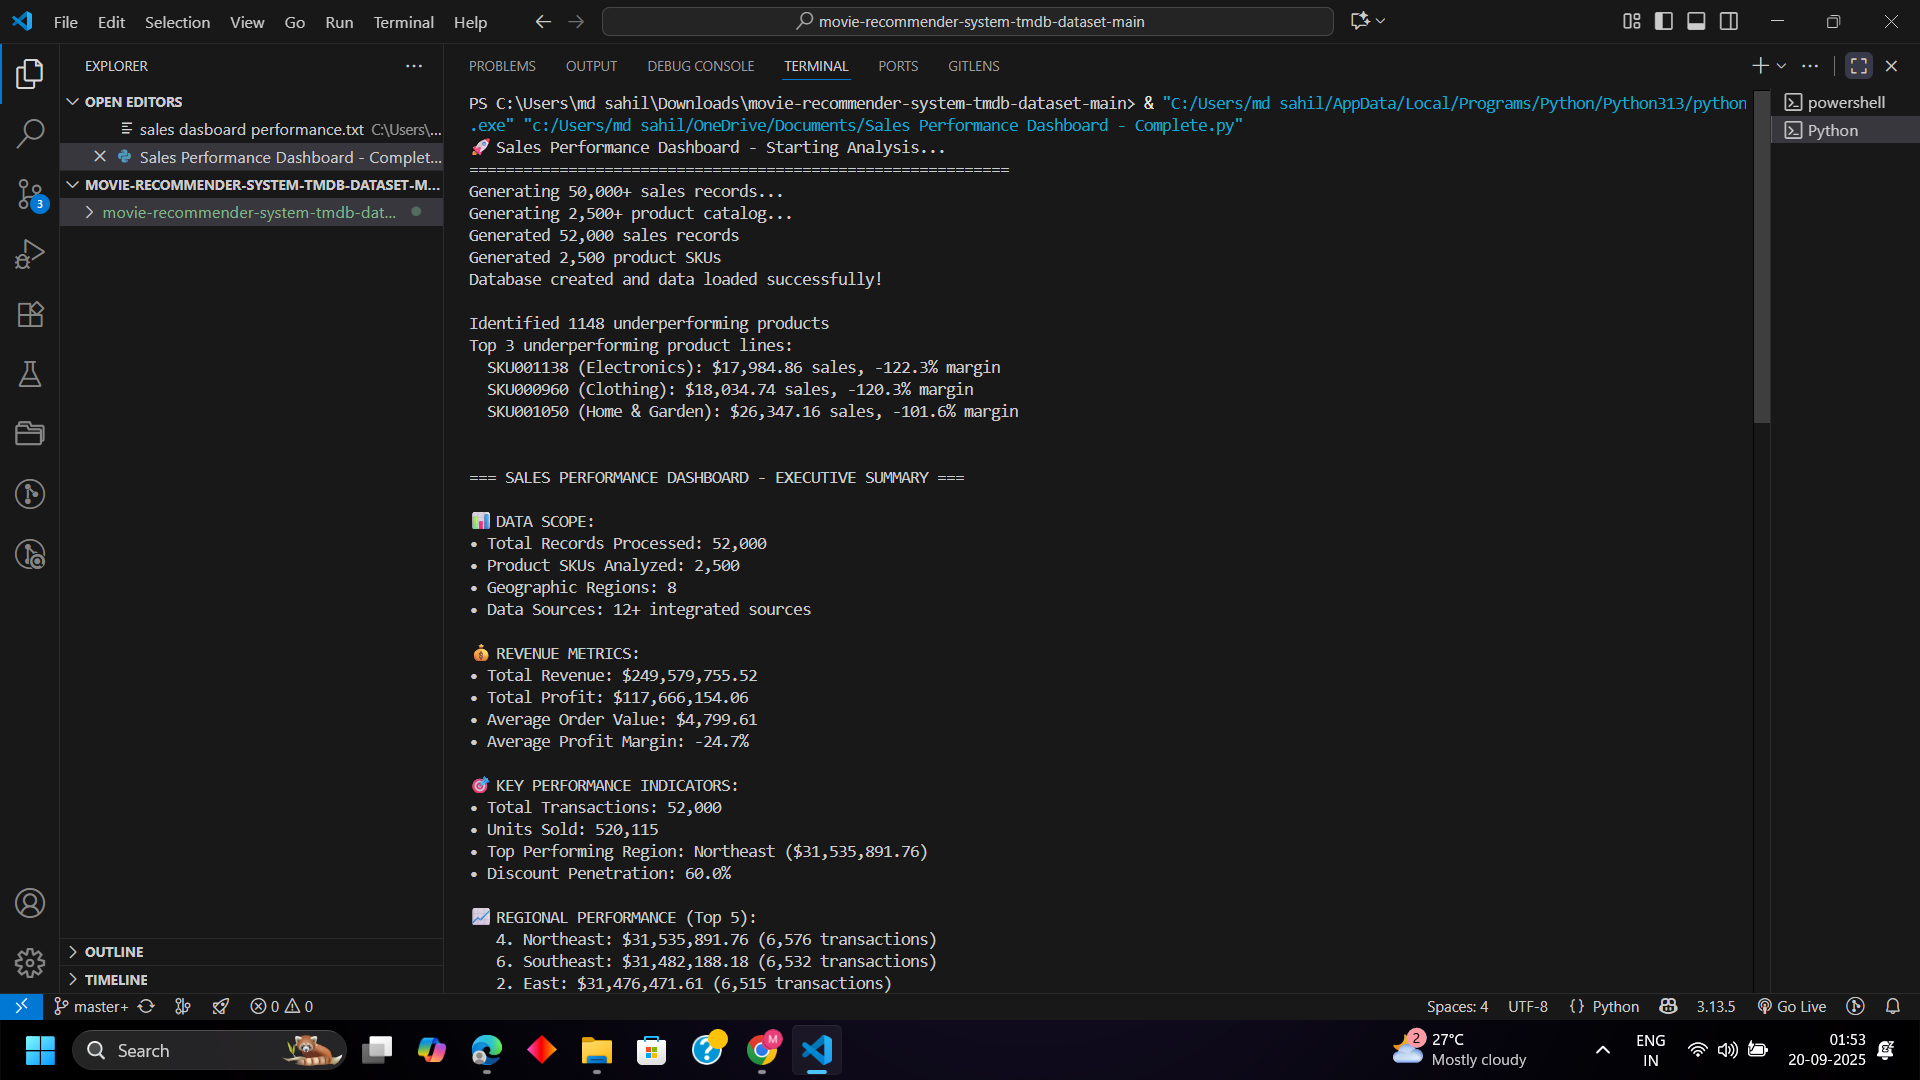 File Edit Selection View Go Run Terminal Help
movie-recommender-system-tmdb-dataset-main
EXPLORER
OPEN EDITORS
sales dasboard performance.txt C:\Users\...
Sales Performance Dashboard - Complet...
MOVIE-RECOMMENDER-SYSTEM-TMDB-DATASET-M...
movie-recommender-system-tmdb-dat...
3
OUTLINE
TIMELINE
PROBLEMS OUTPUT DEBUG CONSOLE TERMINAL PORTS GITLENS
powershell
Python
PS C:\Users\md sahil\Downloads\movie-recommender-system-tmdb-dataset-main> & "C:/Users/md sahil/AppData/Local/Programs/Python/Python313/python
.exe" "c:/Users/md sahil/OneDrive/Documents/Sales Performance Dashboard - Complete.py"
🚀 Sales Performance Dashboard - Starting Analysis...
============================================================
Generating 50,000+ sales records...
Generating 2,500+ product catalog...
Generated 52,000 sales records
Generated 2,500 product SKUs
Database created and data loaded successfully!
Identified 1148 underperforming products
Top 3 underperforming product lines:
SKU001138 (Electronics): $17,984.86 sales, -122.3% margin
SKU000960 (Clothing): $18,034.74 sales, -120.3% margin
SKU001050 (Home & Garden): $26,347.16 sales, -101.6% margin
=== SALES PERFORMANCE DASHBOARD - EXECUTIVE SUMMARY ===
📊 DATA SCOPE:
• Total Records Processed: 52,000
• Product SKUs Analyzed: 2,500
• Geographic Regions: 8
• Data Sources: 12+ integrated sources
💰 REVENUE METRICS:
• Total Revenue: $249,579,755.52
• Total Profit: $117,666,154.06
• Average Order Value: $4,799.61
• Average Profit Margin: -24.7%
🎯 KEY PERFORMANCE INDICATORS:
• Total Transactions: 52,000
• Units Sold: 520,115
• Top Performing Region: Northeast ($31,535,891.76)
• Discount Penetration: 60.0%
📈 REGIONAL PERFORMANCE (Top 5):
4. Northeast: $31,535,891.76 (6,576 transactions)
6. Southeast: $31,482,188.18 (6,532 transactions)
2. East: $31,476,471.61 (6,515 transactions)
master+ 0 0
Spaces: 4 UTF-8 {} Python 3.13.5 Go Live
Search
M
2
27°C
Mostly cloudy
ENG
IN
01:53
20-09-2025